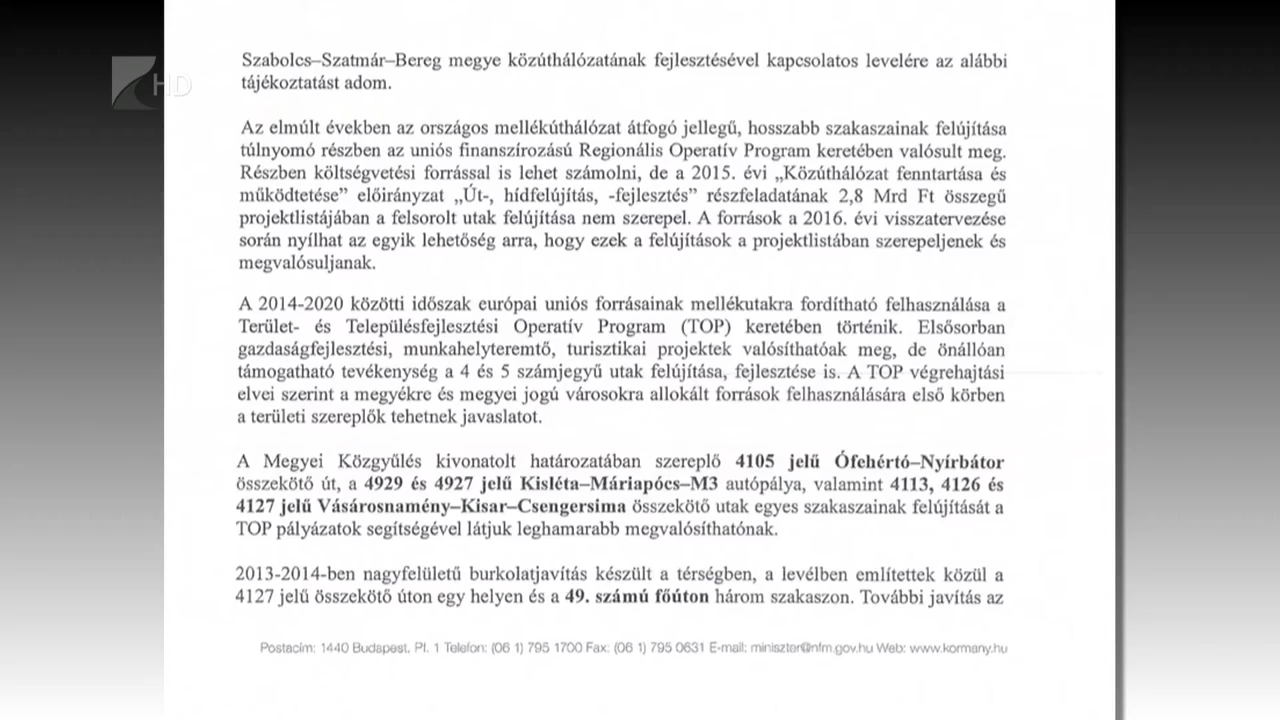 HD
Szabolcs–Szatmár–Bereg megye közúthálózatának fejlesztésével kapcsolatos levelére az alábbi
tájékoztatást adom.
Az elmúlt években az országos mellékúthálózat átfogó jellegű, hosszabb szakaszainak felújítása
túlnyomó részben az uniós finanszírozású Regionális Operatív Program keretében valósult meg.
Részben költségvetési forrással is lehet számolni, de a 2015. évi „Közúthálózat fenntartása és
működtetése” előirányzat „Út-, hídfelújítás, -fejlesztés” részfeladatának 2,8 Mrd Ft összegű
projektlistájában a felsorolt utak felújítása nem szerepel. A források a 2016. évi visszatervezése
során nyílhat az egyik lehetőség arra, hogy ezek a felújítások a projektlistában szerepeljenek és
megvalósuljanak.
A 2014-2020 közötti időszak európai uniós forrásainak mellékutakra fordítható felhasználása a
Terület- és Településfejlesztési Operatív Program (TOP) keretében történik. Elsősorban
gazdaságfejlesztési, munkahelyteremtő, turisztikai projektek valósíthatóak meg, de önállóan
támogatható tevékenység a 4 és 5 számjegyű utak felújítása, fejlesztése is. A TOP végrehajtási
elvei szerint a megyékre és megyei jogú városokra allokált források felhasználására első körben
a területi szereplők tehetnek javaslatot.
A Megyei Közgyűlés kivonatolt határozatában szereplő 4105 jelű Ófehértó–Nyírbátor
összekötő út, a 4929 és 4927 jelű Kisléta–Máriapócs–M3 autópálya, valamint 4113, 4126 és
4127 jelű Vásárosnamény–Kisar–Csengersima összekötő utak egyes szakaszainak felújítását a
TOP pályázatok segítségével látjuk leghamarabb megvalósíthatónak.
2013-2014-ben nagyfelületű burkolatjavítás készült a térségben, a levélben említettek közül a
4127 jelű összekötő úton egy helyen és a 49. számú főúton három szakaszon. További javítás az
Postacím: 1440 Budapest, Pf. 1 Telefon: (06 1) 795 1700 Fax: (06 1) 795 0631 E-mail: miniszter@nfm.gov.hu Web: www.kormany.hu